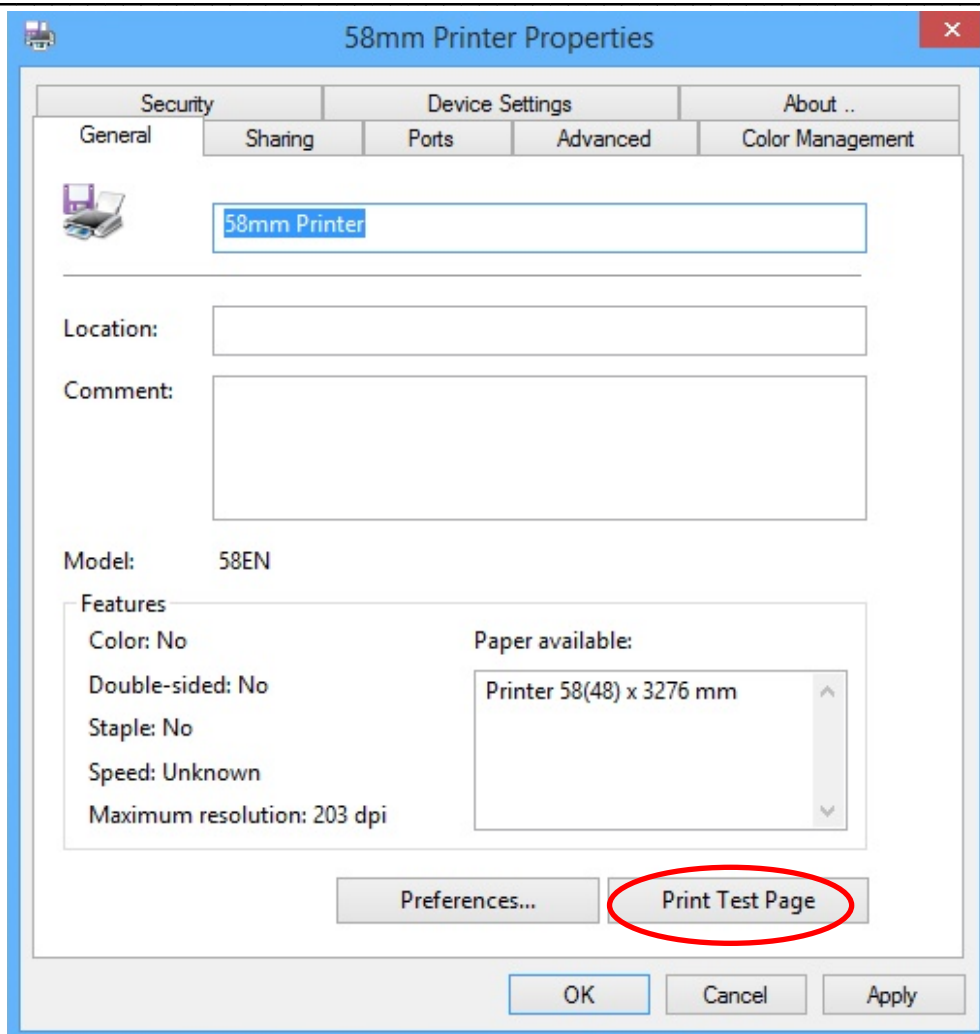 58mm Printer Properties
Security Device Settings About ..
General Sharing Ports Advanced Color Management
58mm Printer
Location:
Comment:
Model: 58EN
Features
Color: No Paper available:
Double-sided: No Printer 58(48) x 3276 mm
Staple: No
Speed: Unknown
Maximum resolution: 203 dpi
Preferences... Print Test Page
OK Cancel Apply